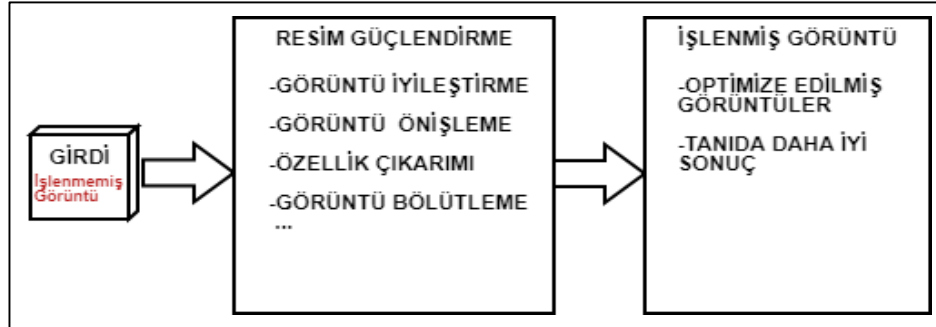 GİRDİ
İşlenmemiş
Görüntü
RESİM GÜÇLENDİRME
-GÖRÜNTÜ İYİLEŞTİRME
-GÖRÜNTÜ ÖNİŞLEME
-ÖZELLİK ÇIKARIMI
-GÖRÜNTÜ BÖLÜTLEME
...
İŞLENMİŞ GÖRÜNTÜ
-OPTİMİZE EDİLMİŞ
GÖRÜNTÜLER
-TANIDA DAHA İYİ
SONUÇ